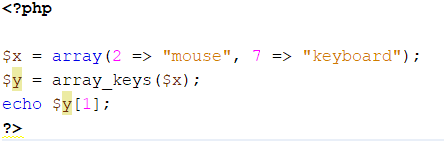 <?php
$x = array(2 => "mouse", 7 => "keyboard");
$y = array_keys($x);
echo $y[1];
?>